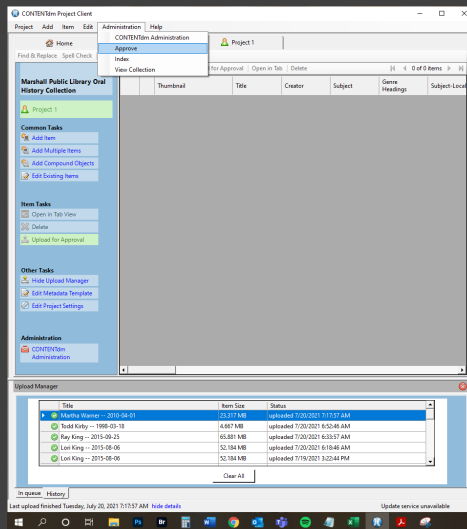 CONTENTdm Project Client
Project Add Item Edit Administration Help
CONTENTdm Administration
Approve
Index
View Collection
Home
Project 1
Find & Replace Spell Check
for Approval Open in Tab Delete
0 of 0 items
Marshall Public Library Oral
History Collection
Project 1
Common Tasks
Add Item
Add Multiple Items
Add Compound Objects
Edit Existing Items
Item Tasks
Open in Tab View
Delete
Upload for Approval
Other Tasks
Hide Upload Manager
Edit Metadata Template
Edit Project Settings
Administration
CONTENTdm
Administration
Thumbnail Title Creator Subject Genre Headings Subject-Local
Upload Manager
Title Item Size Status
Martha Warner -- 2010-04-01 23.317 MB uploaded 7/20/2021 7:17:57 AM
Todd Kirby -- 1998-03-18 4.667 MB uploaded 7/20/2021 6:52:46 AM
Ray King -- 2015-09-25 65.881 MB uploaded 7/20/2021 6:33:57 AM
Lori King -- 2015-08-06 52.184 MB uploaded 7/20/2021 6:18:46 AM
Lori King -- 2015-08-06 52.184 MB uploaded 7/19/2021 3:22:44 PM
Clear All
In queue History
Last upload finished Tuesday, July 20, 2021 7:17:57 AM hide details Update service unavailable
Ps Br